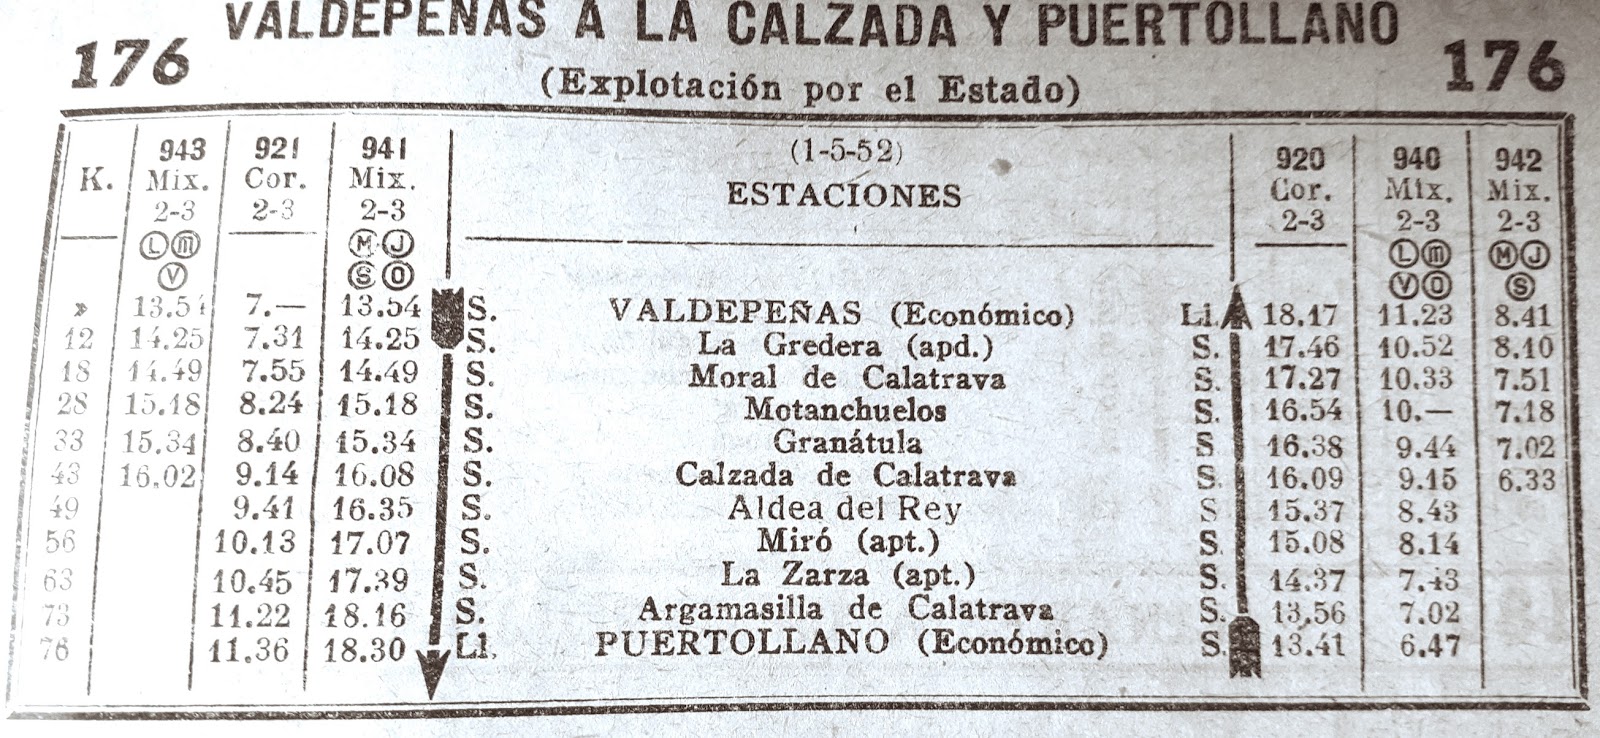 VALDEPEÑAS A LA CALZADA Y PUERTOLLANO
176 (Explotación por el Estado) 176
943 921 941 (1-5-52) 920 940 942
K. Mix. Cor. Mix. ESTACIONES Cor. Mix. Mix.
2-3 2-3 2-3 2-3 2-3 2-3
Ⓛ ⓜ Ⓜ Ⓙ Ⓛ ⓜ Ⓜ Ⓙ
Ⓥ Ⓢ Ⓞ Ⓥ Ⓞ Ⓢ
» 13.54 7.— 13.54 S. VALDEPEÑAS (Económico) Ll. 18.17 11.23 8.41
12 14.25 7.31 14.25 S. La Gredera (apd.) S. 17.46 10.52 8.10
18 14.49 7.55 14.49 S. Moral de Calatrava S. 17.27 10.33 7.51
28 15.18 8.24 15.18 S. Motanchuelos S. 16.54 10.— 7.18
33 15.34 8.40 15.34 S. Granátula S 16.38 9.44 7.02
43 16.02 9.14 16.08 S. Calzada de Calatrava S. 16.09 9.15 6.33
49 9.41 16.35 S. Aldea del Rey S 15.37 8.43
56 10.13 17.07 S. Miró (apt.) S. 15.08 8.14
63 10.45 17.39 S. La Zarza (apt.) S. 14.37 7.43
73 11.22 18.16 S. Argamasilla de Calatrava S. 13.56 7.02
76 11.36 18.30 Ll. PUERTOLLANO (Económico) S. 13.41 6.47